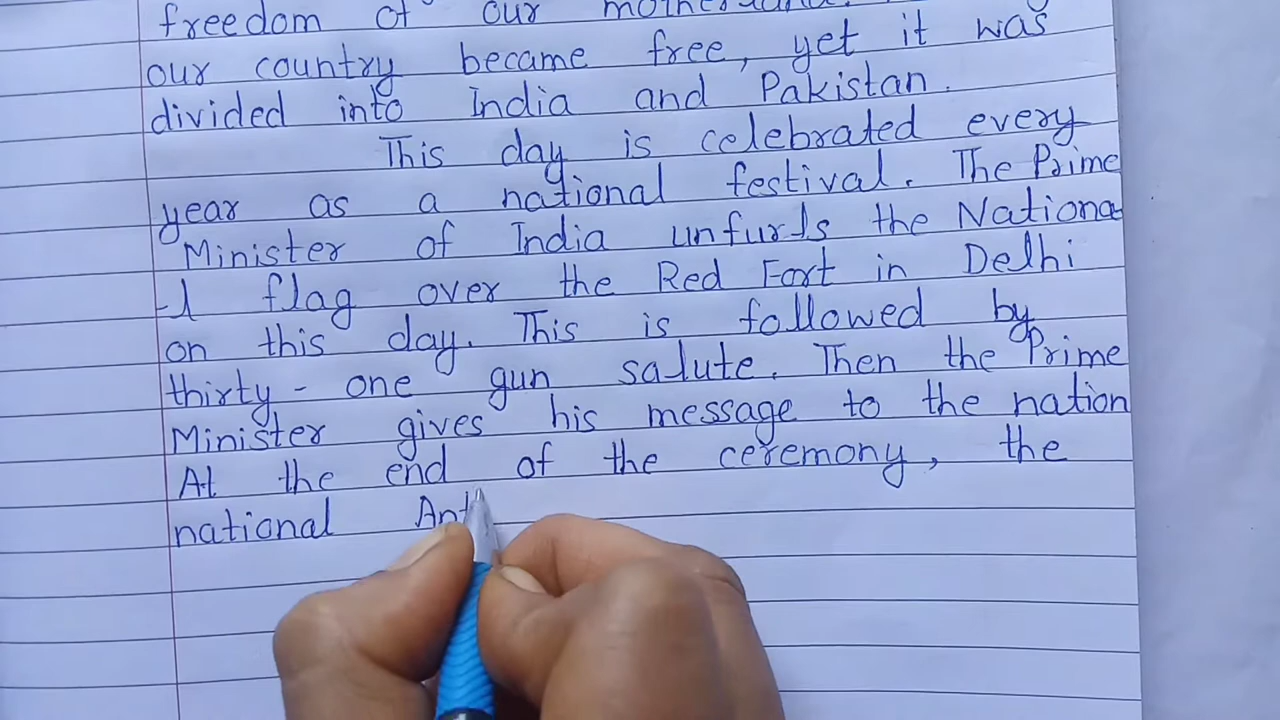 freedom of our motherland.
our country became free, yet it was
divided into India and Pakistan.
This day is celebrated every
year as a national festival. The Prime
Minister of India unfurls the Nationa
-l flag over the Red Fort in Delhi
on this day. This is followed by
thirty-one gun salute. Then the Prime
Minister gives his message to the nation
At the end of the ceremony, the
national Ant